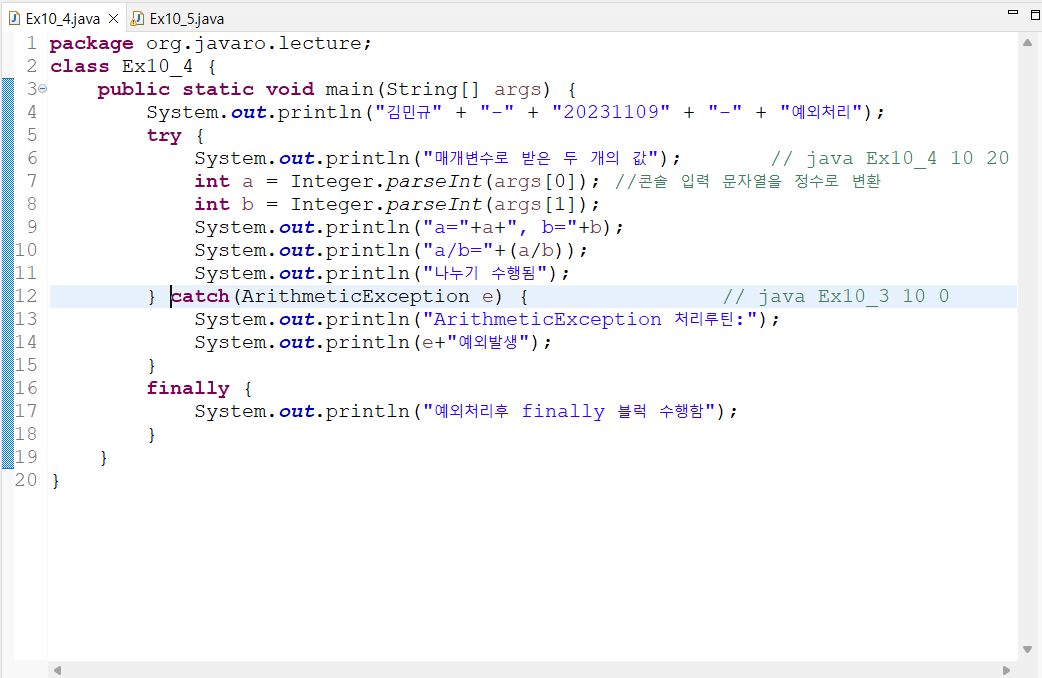 Ex10_4.java Ex10_5.java
1 package org.javaro.lecture;
2 class Ex10_4 {
3 public static void main(String[] args) {
4 System.out.println("김민규" + "-" + "20231109" + "-" + "예외처리");
5 try {
6 System.out.println("매개변수로 받은 두 개의 값"); // java Ex10_4 10 20
7 int a = Integer.parseInt(args[0]); //콘솔 입력 문자열을 정수로 변환
8 int b = Integer.parseInt(args[1]);
9 System.out.println("a="+a+", b="+b);
10 System.out.println("a/b="+(a/b));
11 System.out.println("나누기 수행됨");
12 } catch(ArithmeticException e) { // java Ex10_3 10 0
13 System.out.println("ArithmeticException 처리루틴:");
14 System.out.println(e+"예외발생");
15 }
16 finally {
17 System.out.println("예외처리후 finally 블럭 수행함");
18 }
19 }
20 }